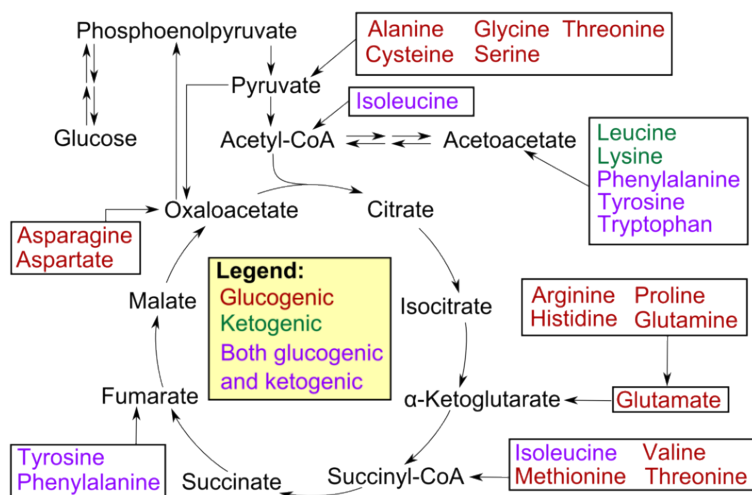 Phosphoenolpyruvate
Alanine Glycine Threonine
Cysteine Serine
Pyruvate
Isoleucine
Glucose
Acetyl-CoA
Acetoacetate
Leucine
Lysine
Phenylalanine
Tyrosine
Tryptophan
Oxaloacetate
Citrate
Asparagine
Aspartate
Legend:
Glucogenic
Ketogenic
Both glucogenic
and ketogenic
Malate
Isocitrate
Arginine Proline
Histidine Glutamine
Fumarate
α-Ketoglutarate
Glutamate
Tyrosine
Phenylalanine
Succinate
Succinyl-CoA
Isoleucine Valine
Methionine Threonine